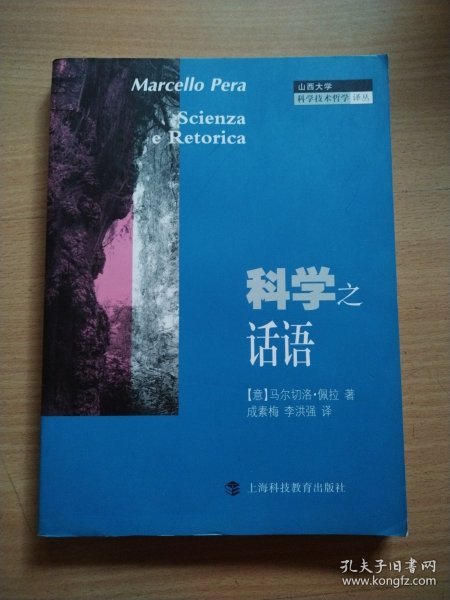 Marcello Pera
Scienza
e Retorica
山西大学
科学技术哲学 译丛
科学之
话语
【意】马尔切洛·佩拉 著
成素梅 李洪强 译
上海科技教育出版社
孔夫子旧书网
www.kongfz.com